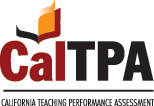 CalTPA
CALIFORNIA TEACHING PERFORMANCE ASSESSMENT